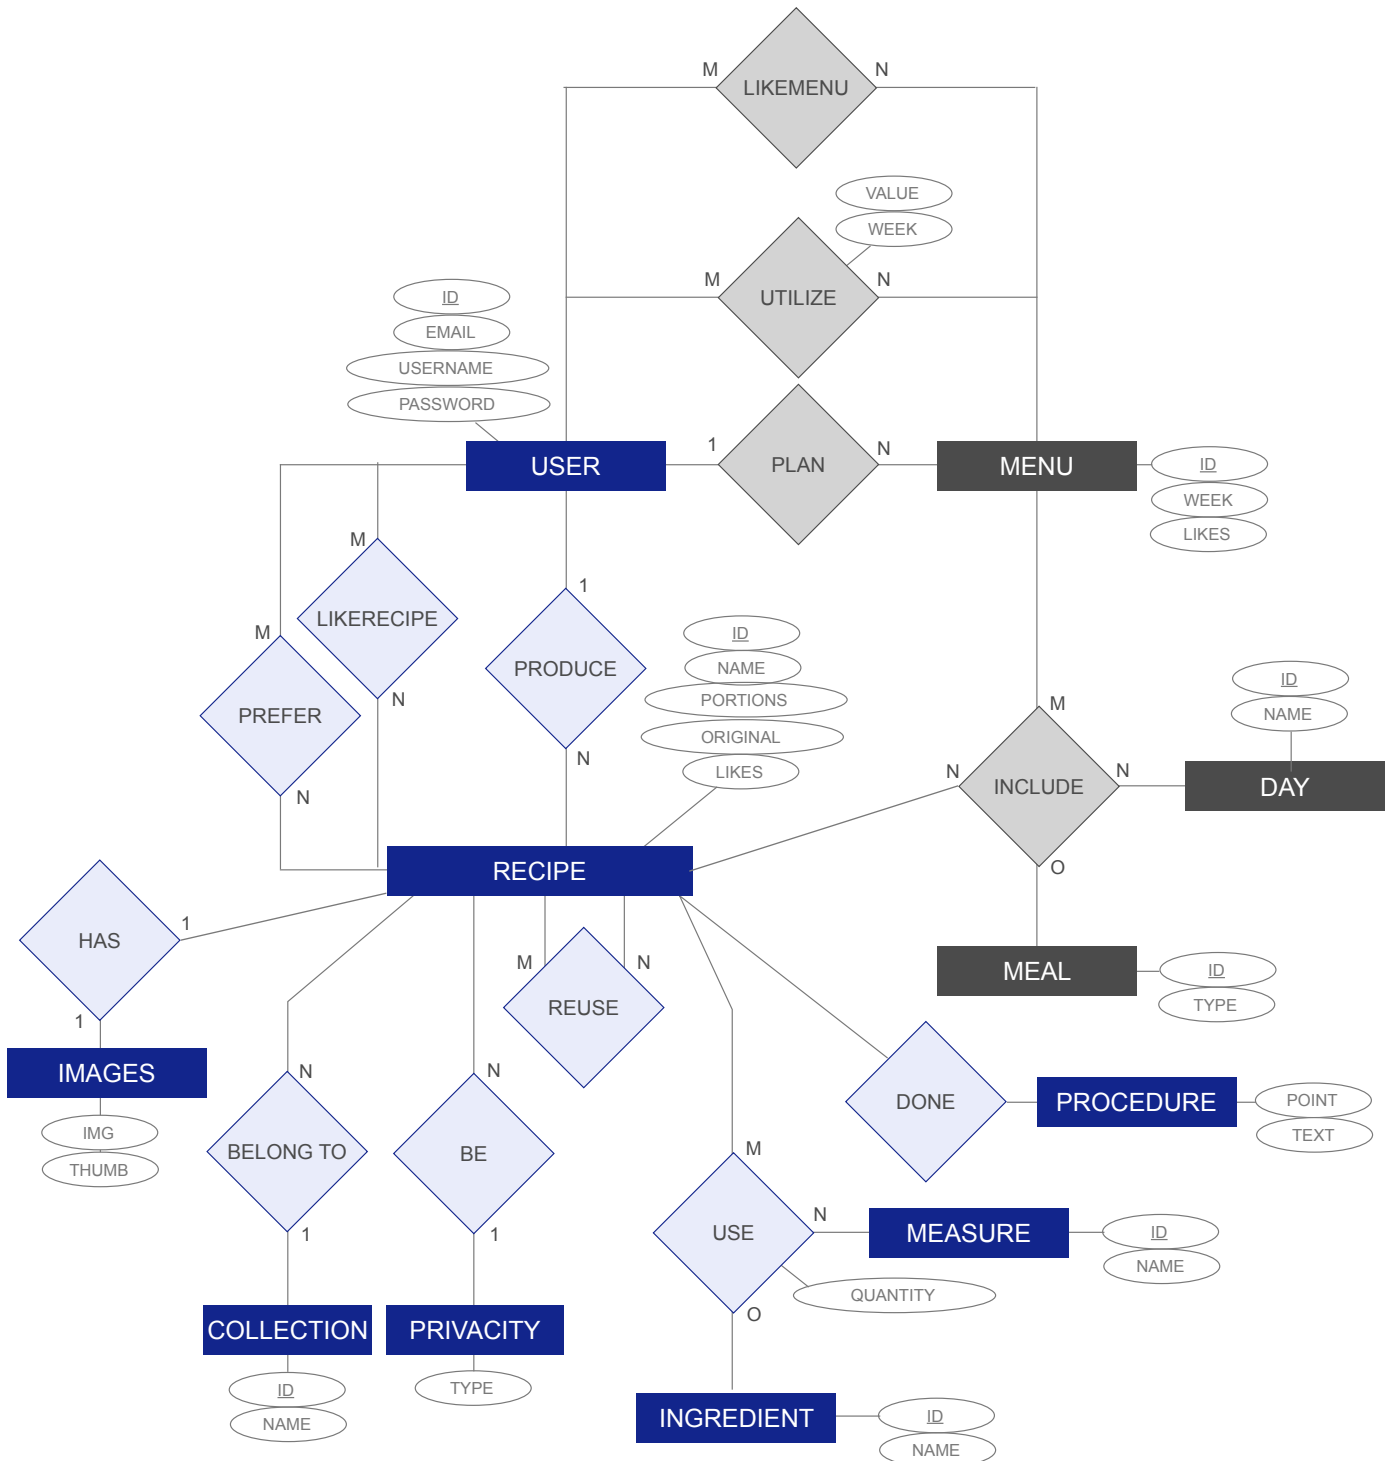 M
N
LIKEMENU
VALUE
WEEK
M
N
UTILIZE
ID
EMAIL
USERNAME
PASSWORD
1
N
USER
PLAN
MENU
ID
WEEK
LIKES
M
LIKERECIPE
N
M
PREFER
N
1
PRODUCE
N
ID
NAME
PORTIONS
ORIGINAL
LIKES
ID
NAME
M
N
N
INCLUDE
O
DAY
RECIPE
HAS
1
1
M
N
REUSE
MEAL
ID
TYPE
IMAGES
IMG
THUMB
N
BELONG TO
1
N
BE
1
DONE
PROCEDURE
POINT
TEXT
M
USE
N
O
MEASURE
ID
NAME
QUANTITY
COLLECTION
ID
NAME
PRIVACITY
TYPE
INGREDIENT
ID
NAME